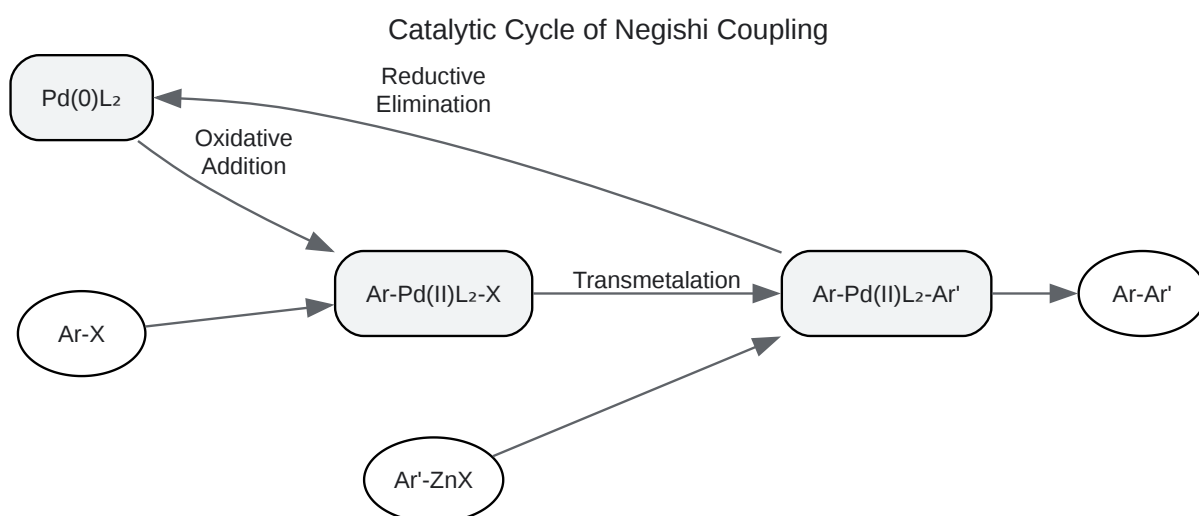 Catalytic Cycle of Negishi Coupling
Reductive
Elimination
Pd(0)L₂
Oxidative
Addition
Transmetalation
Ar-Pd(II)L₂-X
Ar-Pd(II)L₂-Ar'
Ar-Ar'
Ar-X
Ar'-ZnX